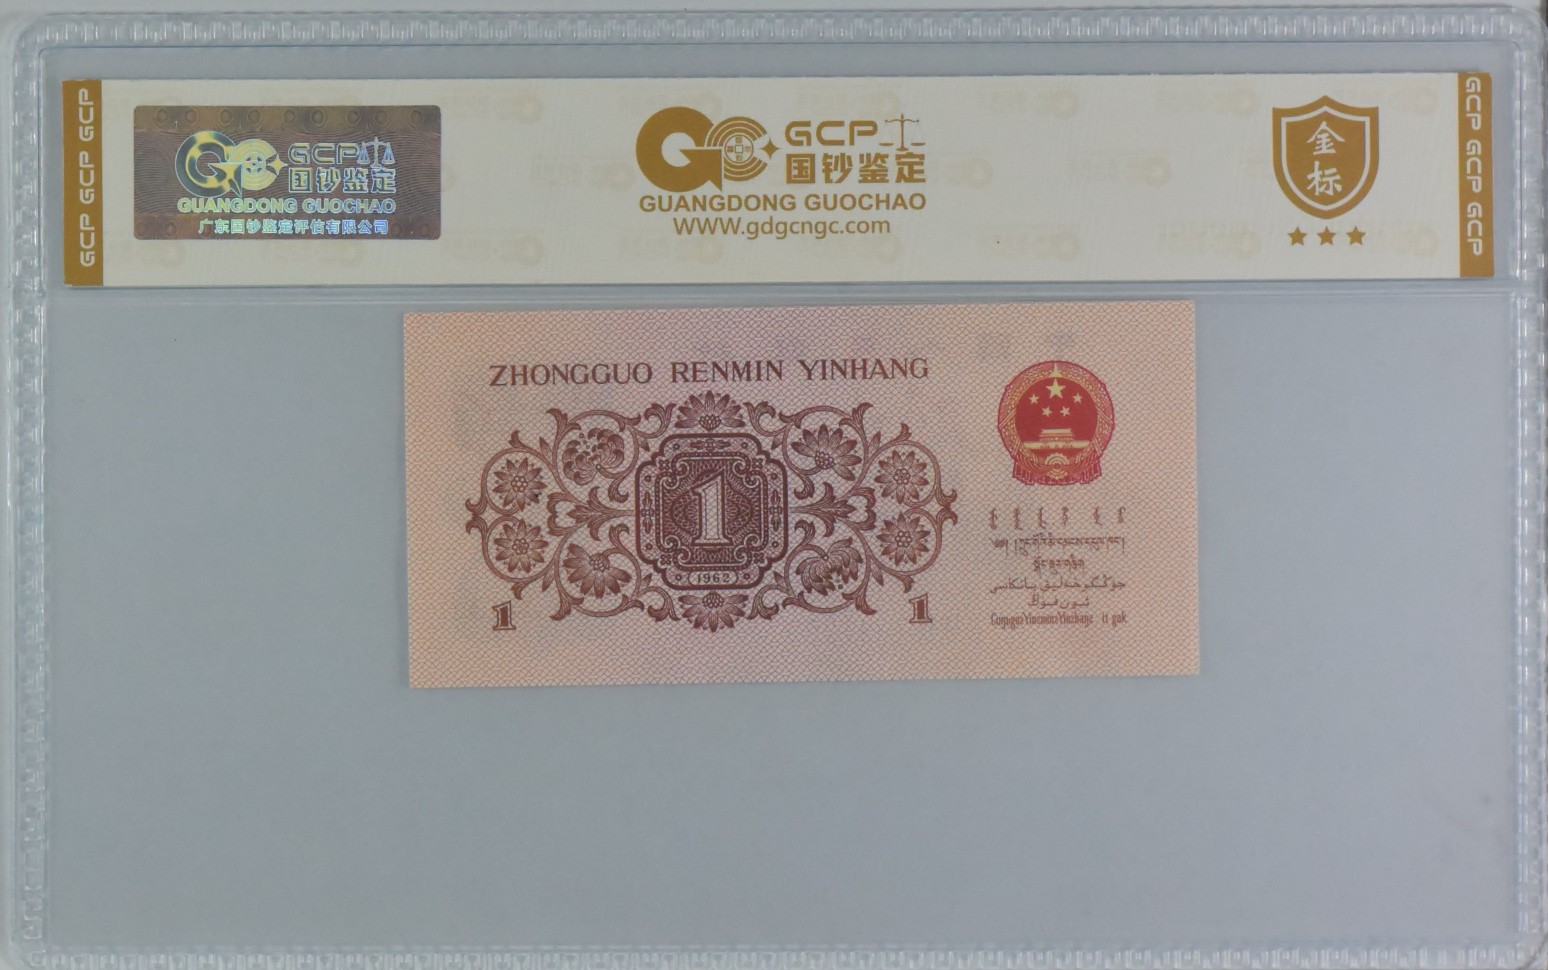 GCP GCP GCP
GCP
国钞鉴定
GUANGDONG GUOCHAO
广东国钞鉴定评估有限公司
GCP
国钞鉴定
GUANGDONG GUOCHAO
WWW.gdgcngc.com
金
标
GCP GCP GCP
ZHONGGUO RENMIN YINHANG
1
1962
1
1